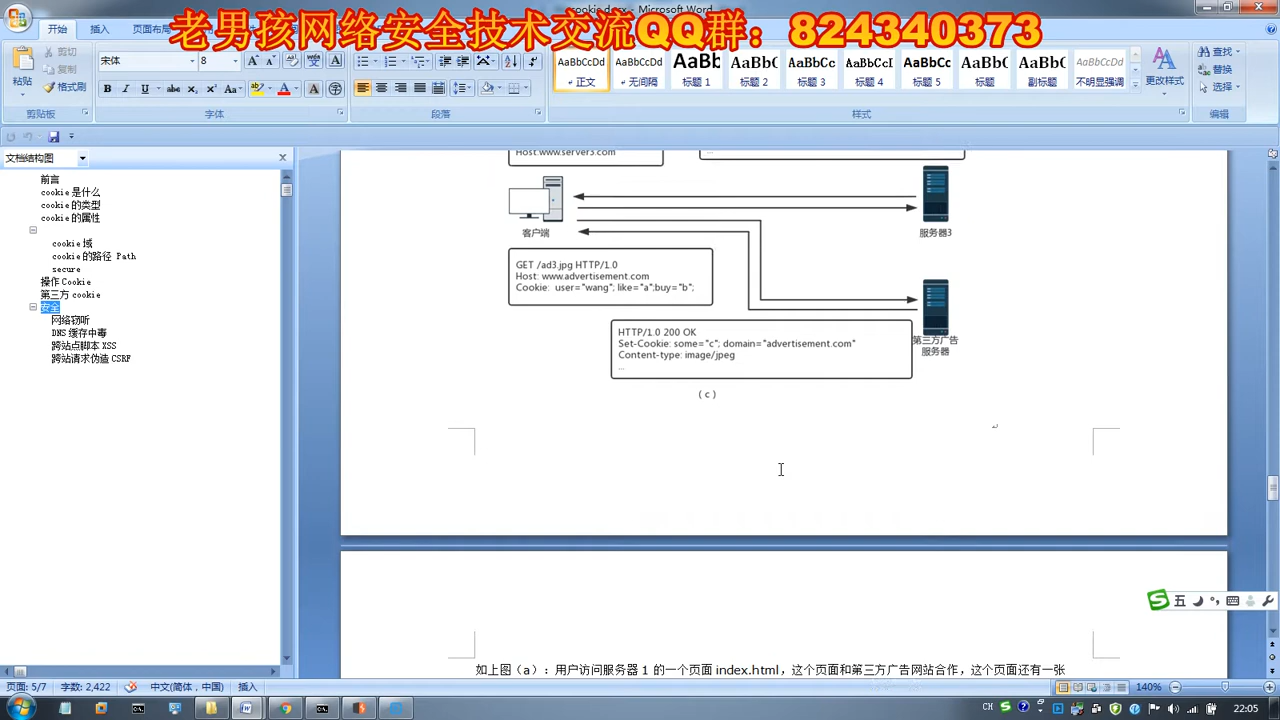 cookie.docx - Microsoft Word
老男孩网络安全技术交流QQ群：824340373
开始
插入
页面布局
粘贴
剪切
复制
格式刷
剪贴板
宋体
8
字体
段落
AaBbCcDd
正文
AaBbCcDd
无间隔
AaBb
标题 1
AaBbC
标题 2
AaBbCc
标题 3
AaBbCcI
标题 4
AaBbCc
标题 5
AaBbC
标题
AaBbC
副标题
AaBbCcDd
不明显强调
更改样式
样式
查找
替换
选择
编辑
文档结构图
前言
cookie 是什么
cookie 的类型
cookie 的属性
cookie 域
cookie 的路径 Path
secure
操作 Cookie
第三方 cookie
安全
网络窃听
DNS 缓存中毒
跨站点脚本 XSS
跨站请求伪造 CSRF
Host:www.server3.com
...
客户端
服务器3
GET /ad3.jpg HTTP/1.0
Host: www.advertisement.com
Cookie: user="wang"; like="a";buy="b";
HTTP/1.0 200 OK
Set-Cookie: some="c"; domain="advertisement.com"
Content-type: image/jpeg
...
第三方广告
服务器
( c )
如上图（a）：用户访问服务器 1 的一个页面 index.html，这个页面和第三方广告网站合作，这个页面还有一张
五
页面: 5/7
字数: 2,422
中文(简体，中国)
插入
140%
CH
22:05